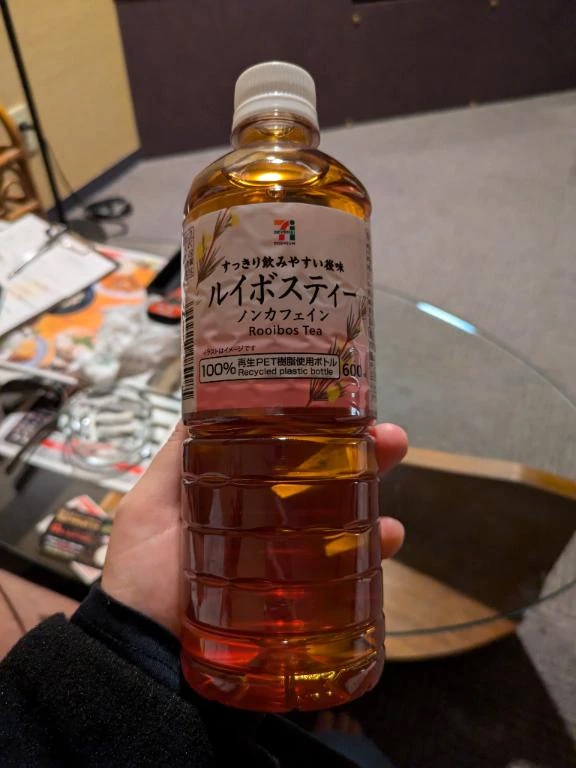 7
すっきり飲みやすい後味
ルイボスティー
ノンカフェイン
Rooibos Tea
イラストはイメージです
100% 再生PET樹脂使用ボトル
Recycled plastic bottle
600